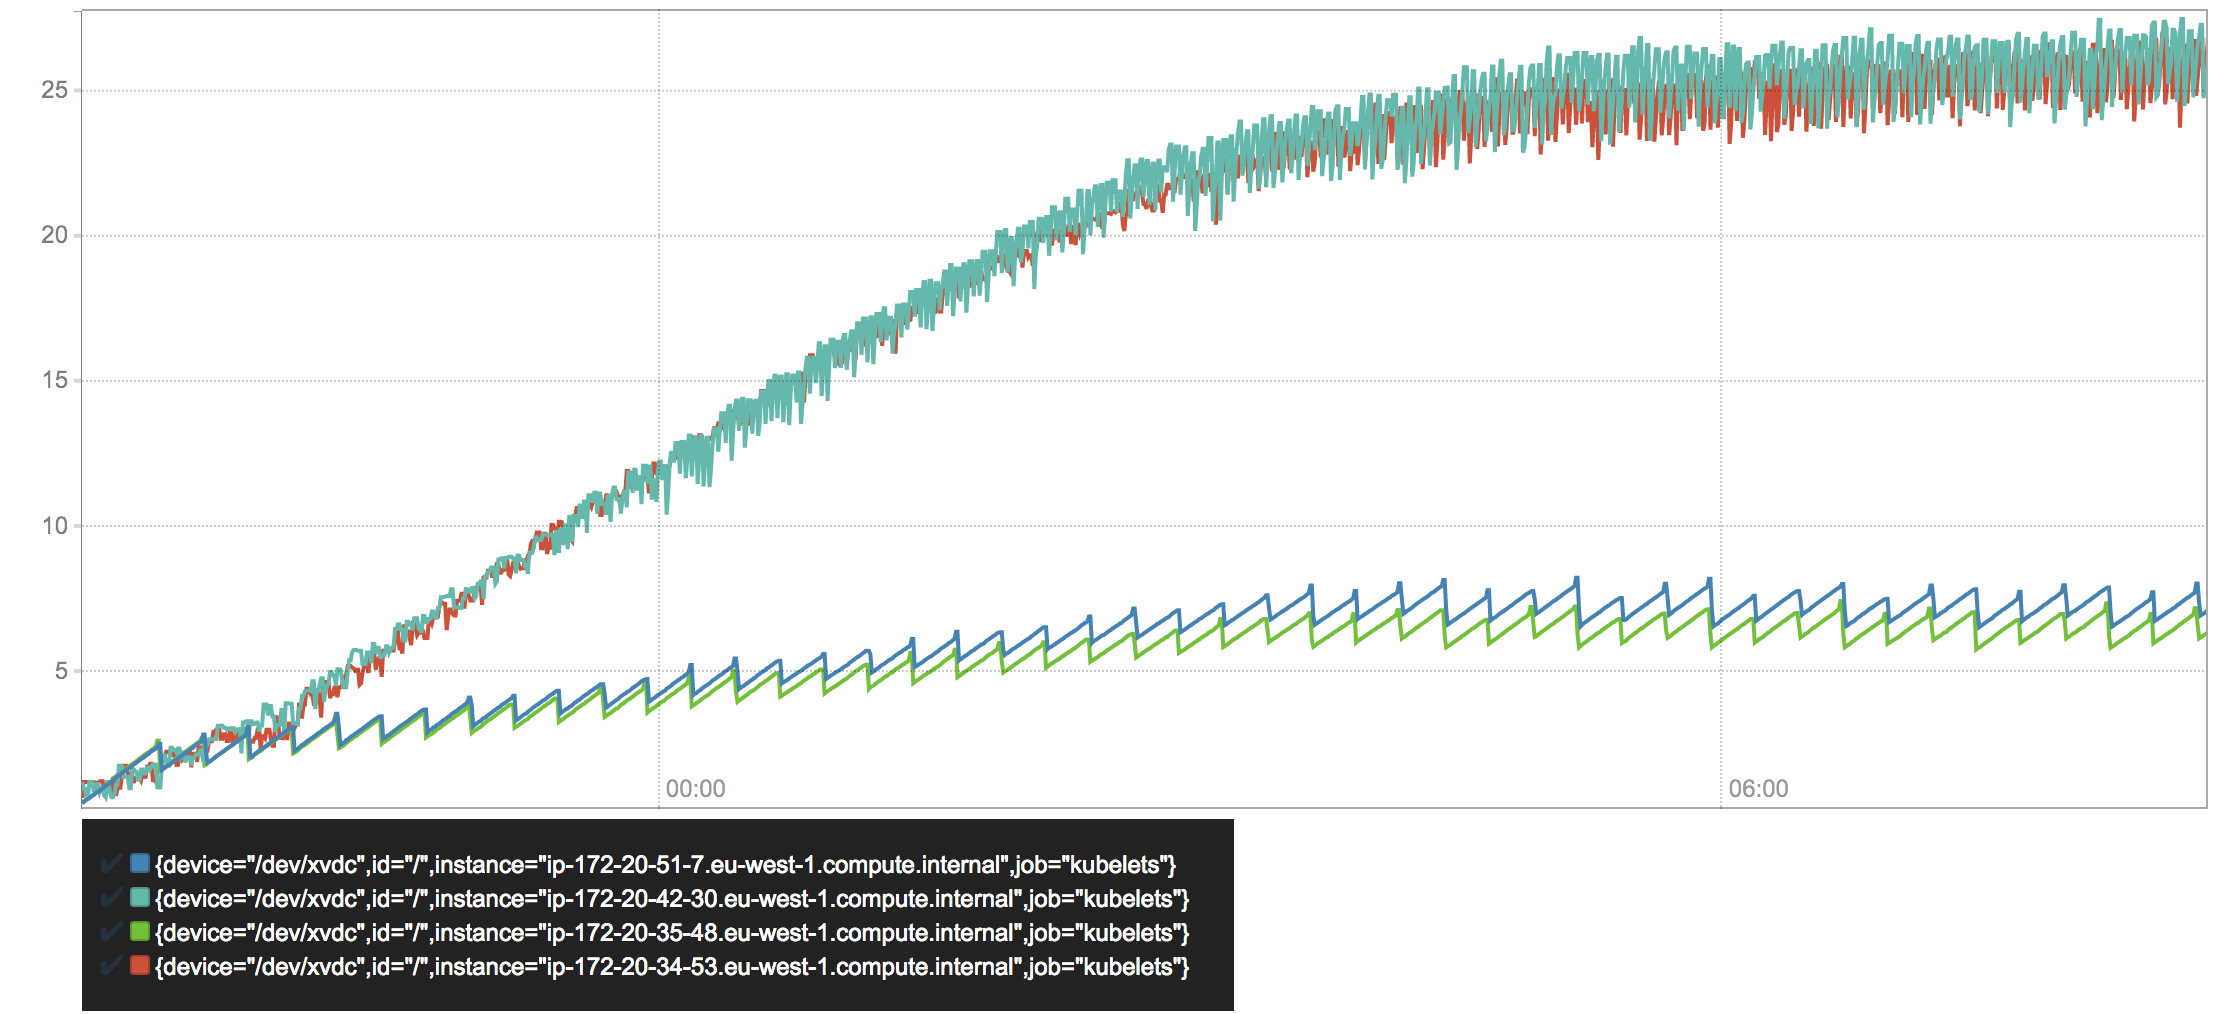 25
20
15
10
5
00:00
06:00
✔ {device="/dev/xvdc",id="/",instance="ip-172-20-51-7.eu-west-1.compute.internal",job="kubelets"}
✔ {device="/dev/xvdc",id="/",instance="ip-172-20-42-30.eu-west-1.compute.internal",job="kubelets"}
✔ {device="/dev/xvdc",id="/",instance="ip-172-20-35-48.eu-west-1.compute.internal",job="kubelets"}
✔ {device="/dev/xvdc",id="/",instance="ip-172-20-34-53.eu-west-1.compute.internal",job="kubelets"}